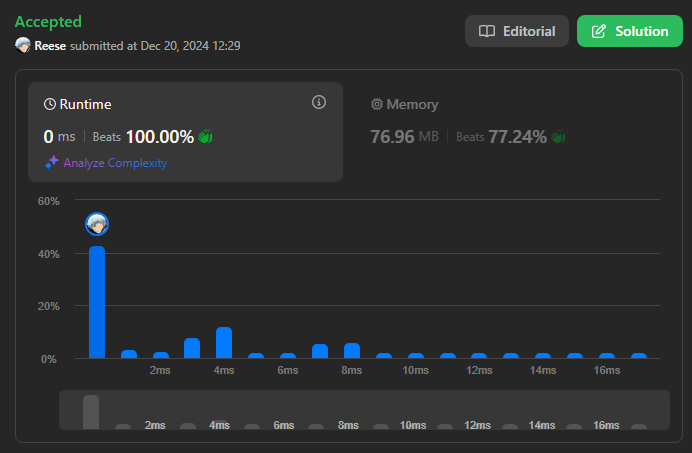 Accepted
Reese submitted at Dec 20, 2024 12:29
Editorial
Solution
Runtime
0 ms Beats 100.00%
Analyze Complexity
Memory
76.96 MB Beats 77.24%
60%
40%
20%
0%
2ms 4ms 6ms 8ms 10ms 12ms 14ms 16ms
2ms 4ms 6ms 8ms 10ms 12ms 14ms 16ms